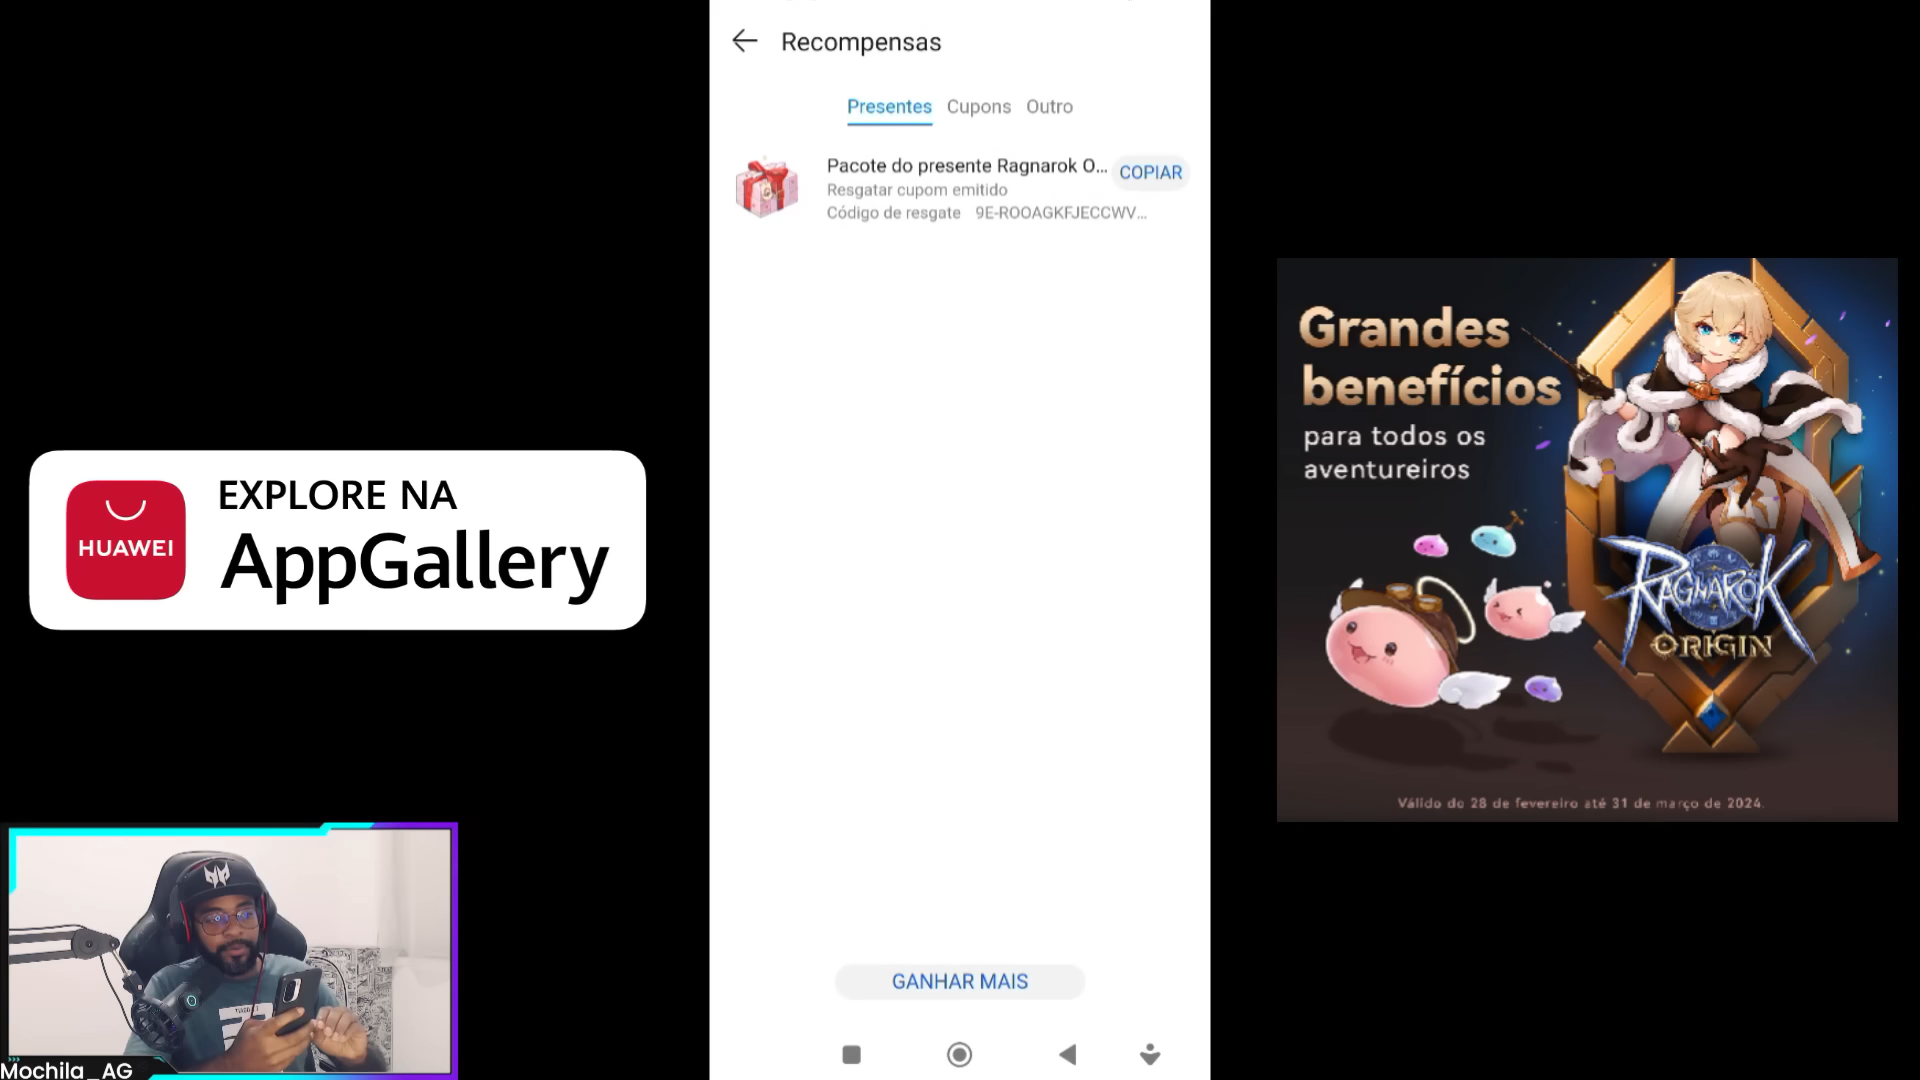 Recompensas
Presentes Cupons Outro
Pacote do presente Ragnarok O...
COPIAR
Resgatar cupom emitido
Código de resgate 9E-ROOAGKFJECCWV...
GANHAR MAIS
HUAWEI
EXPLORE NA
AppGallery
Grandes
benefícios
para todos os
aventureiros
RAGNARÖK
ORIGIN
Válido do 28 de fevereiro até 31 de março de 2024.
Mochila_AG